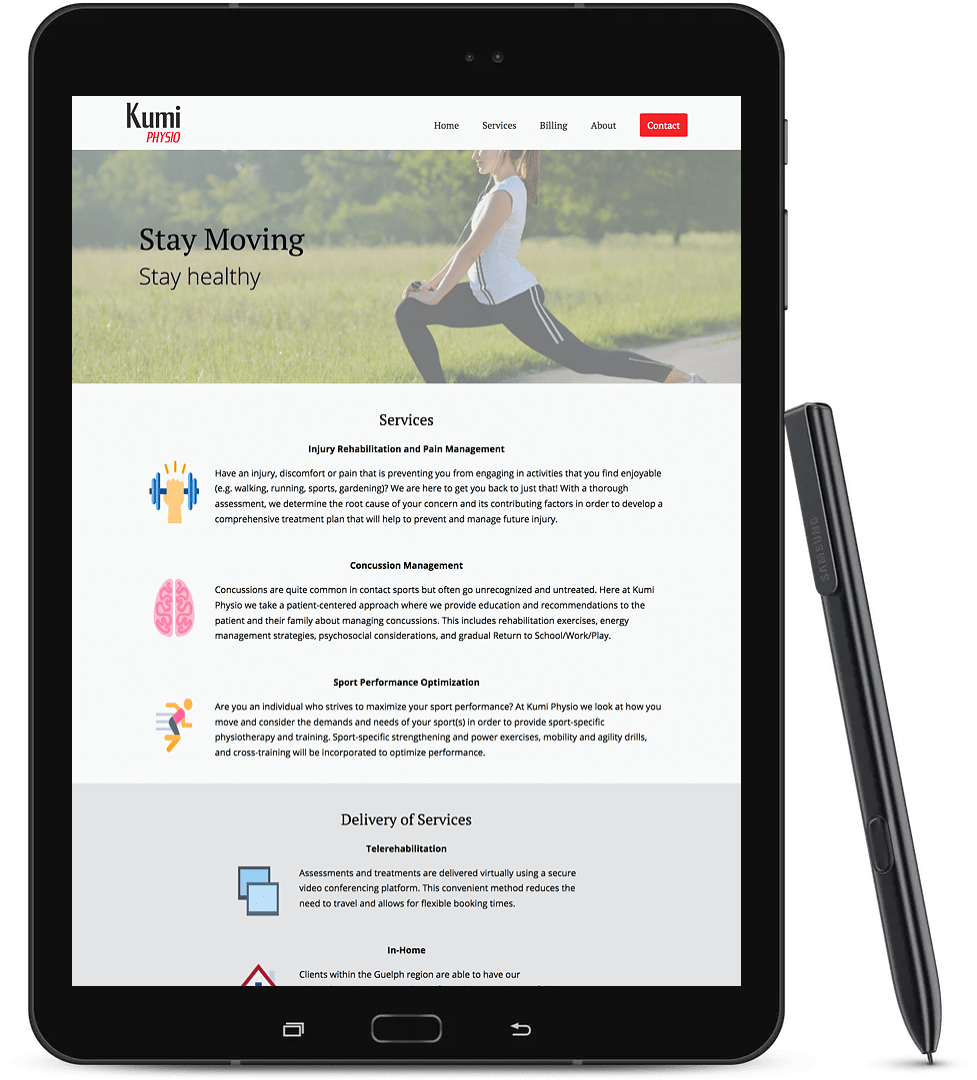 Kumi
PHYSIO
Home Services Billing About Contact
Stay Moving
Stay healthy
Services
Injury Rehabilitation and Pain Management
Have an injury, discomfort or pain that is preventing you from engaging in activities that you find enjoyable
(e.g. walking, running, sports, gardening)? We are here to get you back to just that! With a thorough
assessment, we determine the root cause of your concern and its contributing factors in order to develop a
comprehensive treatment plan that will help to prevent and manage future injury.
Concussion Management
Concussions are quite common in contact sports but often go unrecognized and untreated. Here at Kumi
Physio we take a patient-centered approach where we provide education and recommendations to the
patient and their family about managing concussions. This includes rehabilitation exercises, energy
management strategies, psychosocial considerations, and gradual Return to School/Work/Play.
Sport Performance Optimization
Are you an individual who strives to maximize your sport performance? At Kumi Physio we look at how you
move and consider the demands and needs of your sport(s) in order to provide sport-specific
physiotherapy and training. Sport-specific strengthening and power exercises, mobility and agility drills,
and cross-training will be incorporated to optimize performance.
Delivery of Services
Telerehabilitation
Assessments and treatments are delivered virtually using a secure
video conferencing platform. This convenient method reduces the
need to travel and allows for flexible booking times.
In-Home
Clients within the Guelph region are able to have our
SAMSUNG